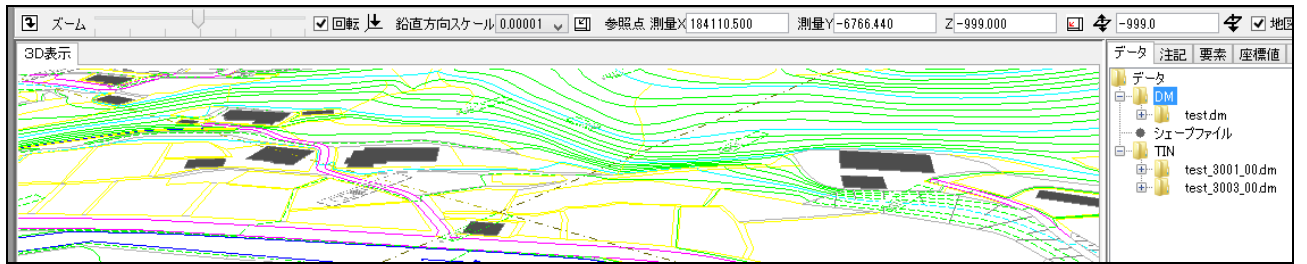 ズーム 回転 鉛直方向スケール 0.00001 参照点 測量X 184110.500 測量Y -6766.440 Z -999.000 -999.0
3D表示
データ 注記 要素 座標値
データ
DM
test.dm
シェープファイル
TIN
test_3001_00.dm
test_3003_00.dm